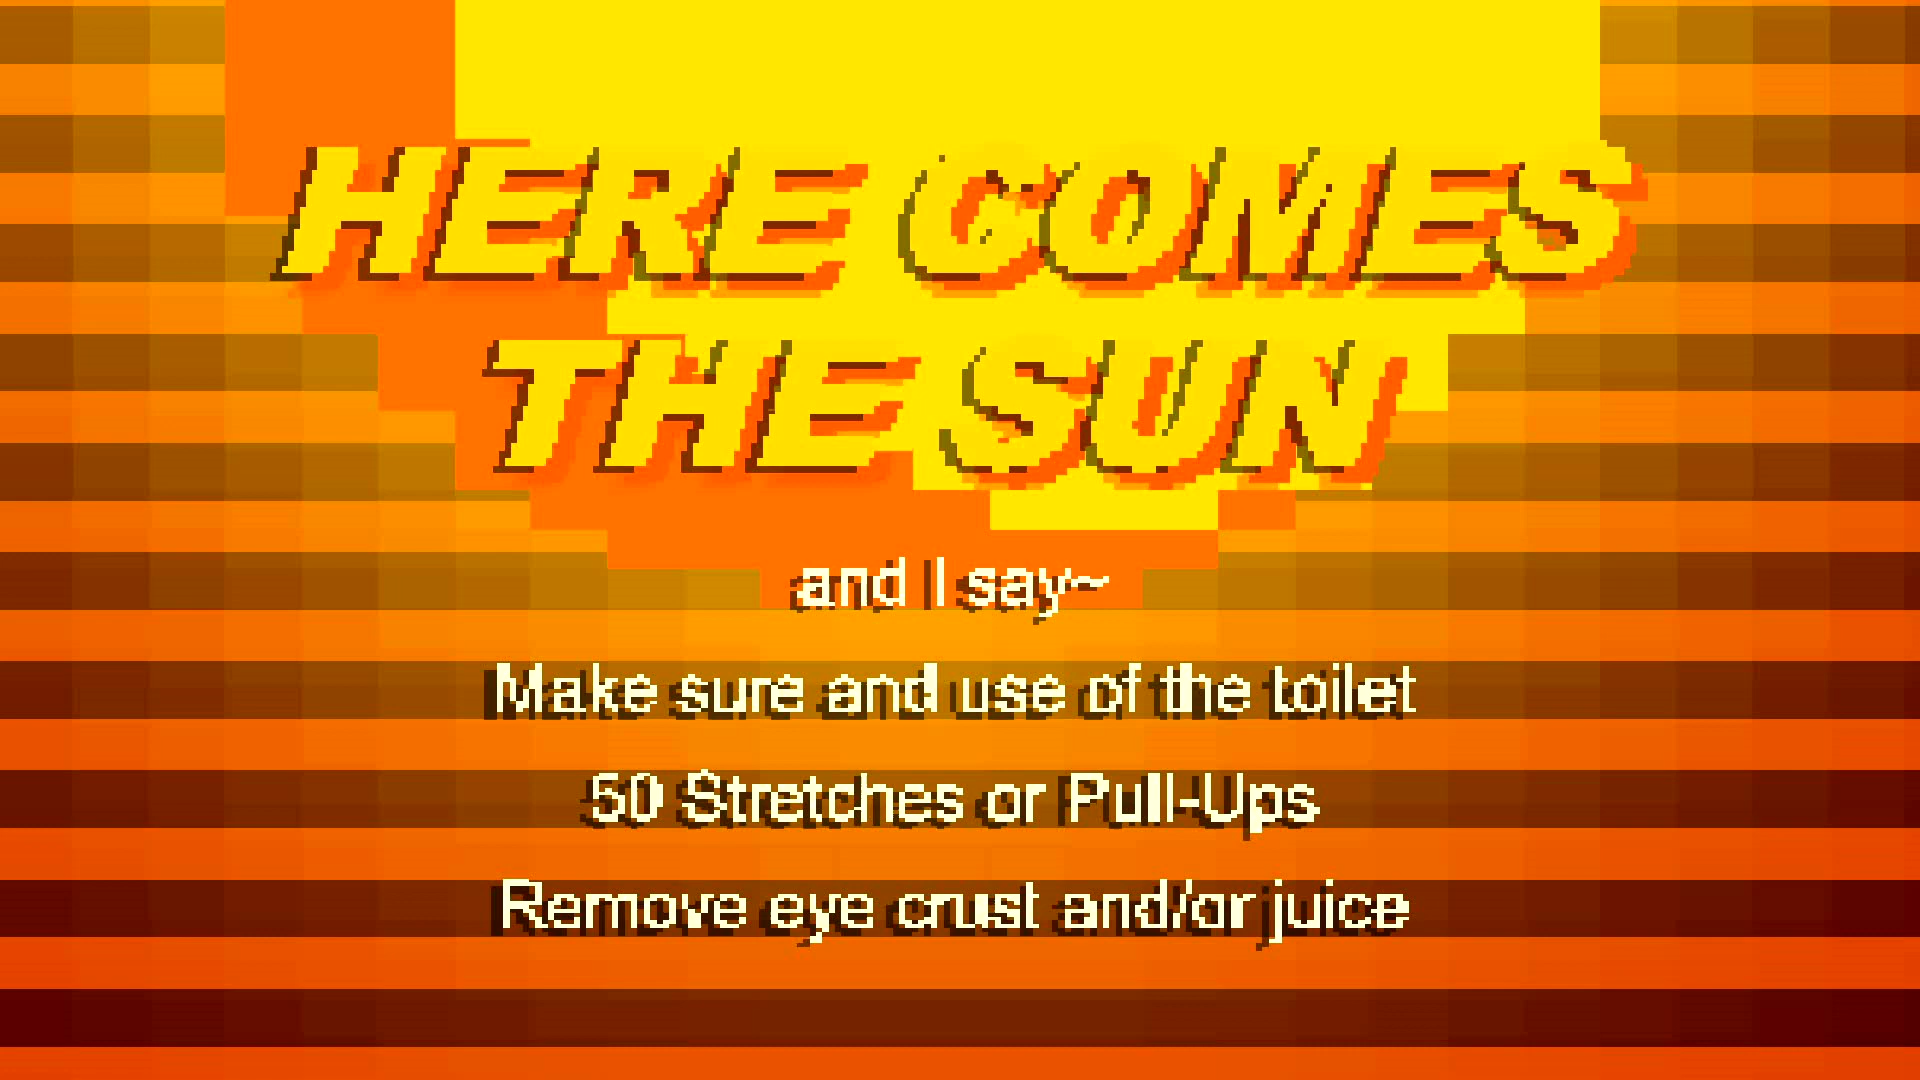 HERE COMES
THE SUN
and I say~
Make sure and use of the toilet
50 Stretches or Pull-Ups
Remove eye crust and/or juice